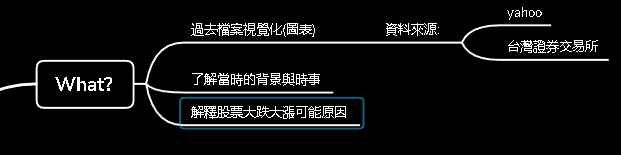 What?
過去檔案視覺化(圖表)
資料來源:
yahoo
台灣證券交易所
了解當時的背景與時事
解釋股票大跌大漲可能原因